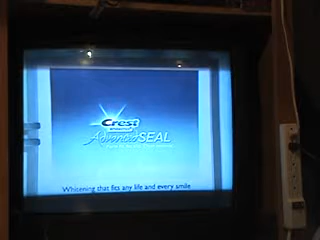 Crest
Advanced SEAL
Whitening that fits any life and every smile